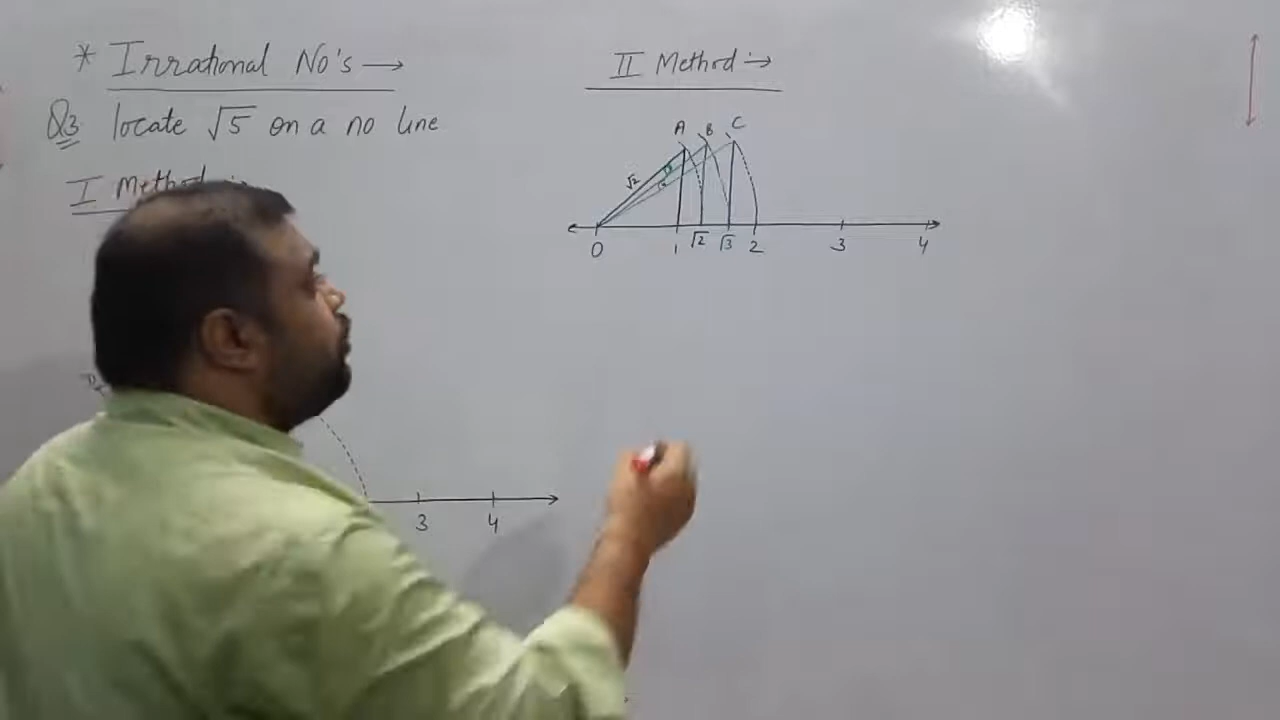 * Irrational No's →
Q3 locate √5 on a no line
I Method :-
3 4
II Method :→
A B C
√2
0 1 √2 √3 2 3 4